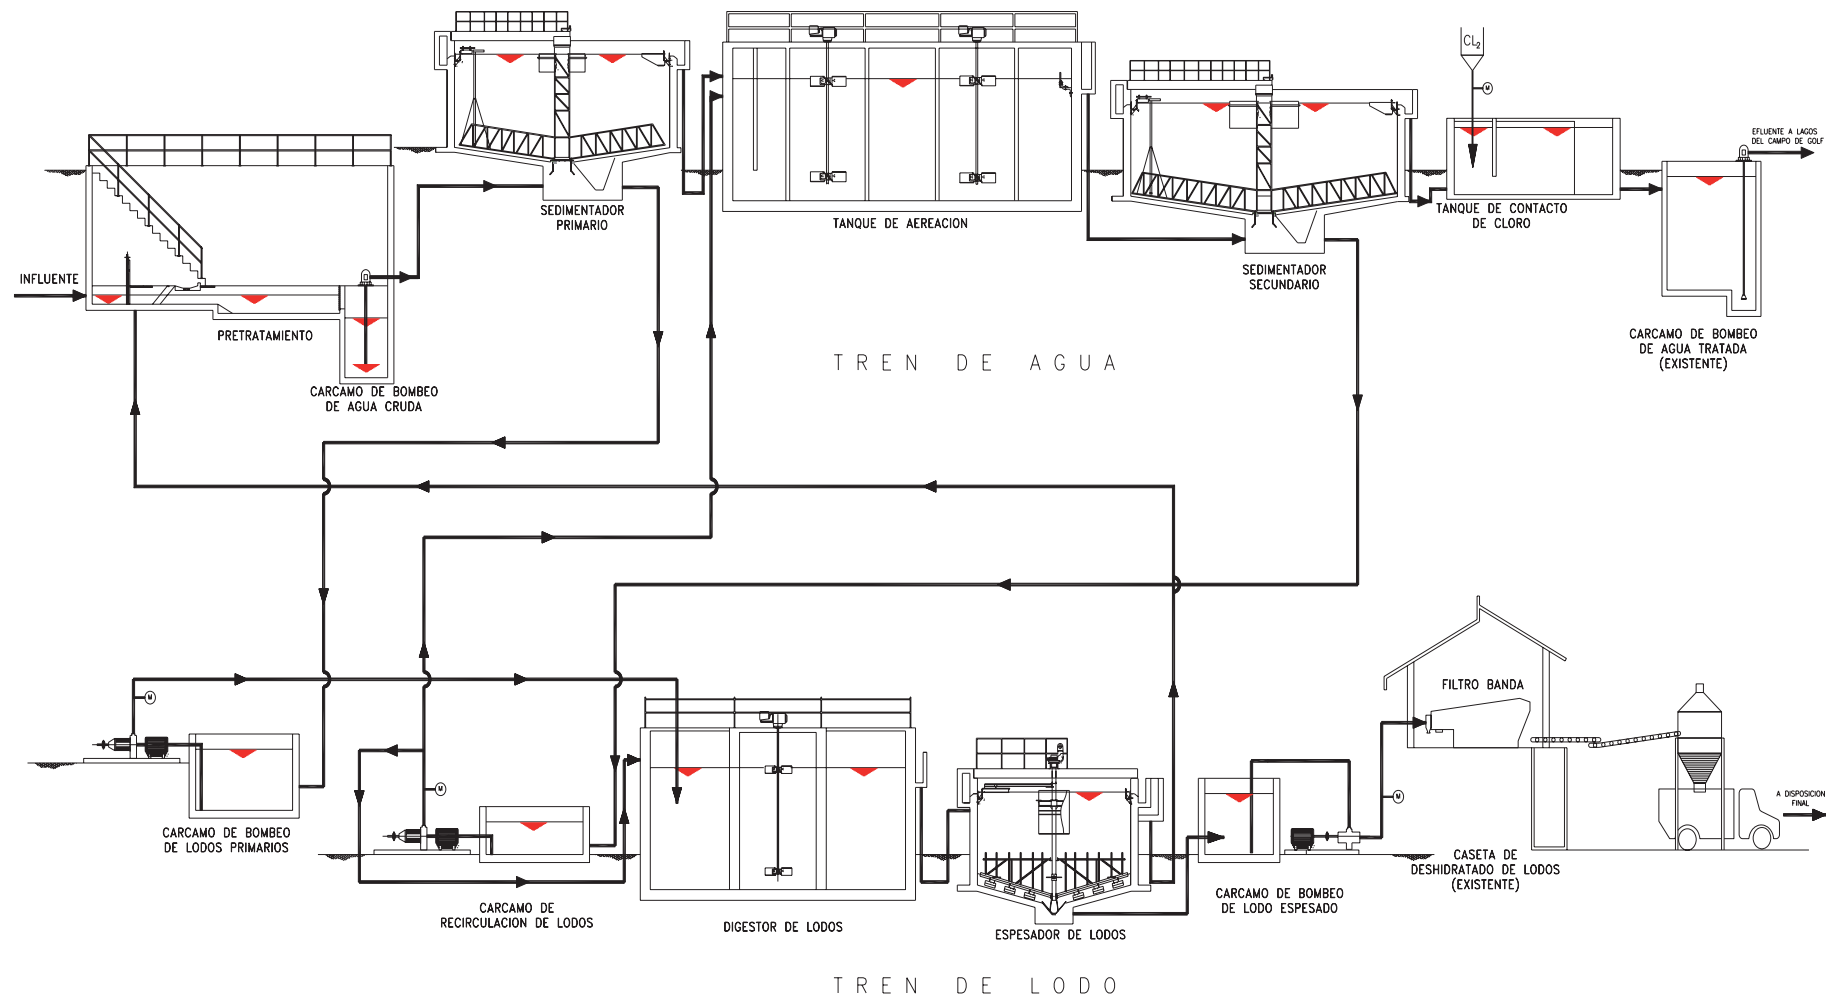 CL2
M
EFLUENTE A LAGOS
DEL CAMPO DE GOLF
SEDIMENTADOR
PRIMARIO
TANQUE DE AEREACION
TANQUE DE CONTACTO
DE CLORO
SEDIMENTADOR
SECUNDARIO
INFLUENTE
PRETRATAMIENTO
CARCAMO DE BOMBEO
DE AGUA TRATADA
(EXISTENTE)
CARCAMO DE BOMBEO
DE AGUA CRUDA
TREN DE AGUA
M
FILTRO BANDA
M
M
A DISPOSICION
FINAL
CARCAMO DE BOMBEO
DE LODOS PRIMARIOS
CASETA DE
DESHIDRATADO DE LODOS
(EXISTENTE)
CARCAMO DE BOMBEO
DE LODO ESPESADO
CARCAMO DE
RECIRCULACION DE LODOS
DIGESTOR DE LODOS
ESPESADOR DE LODOS
TREN DE LODO